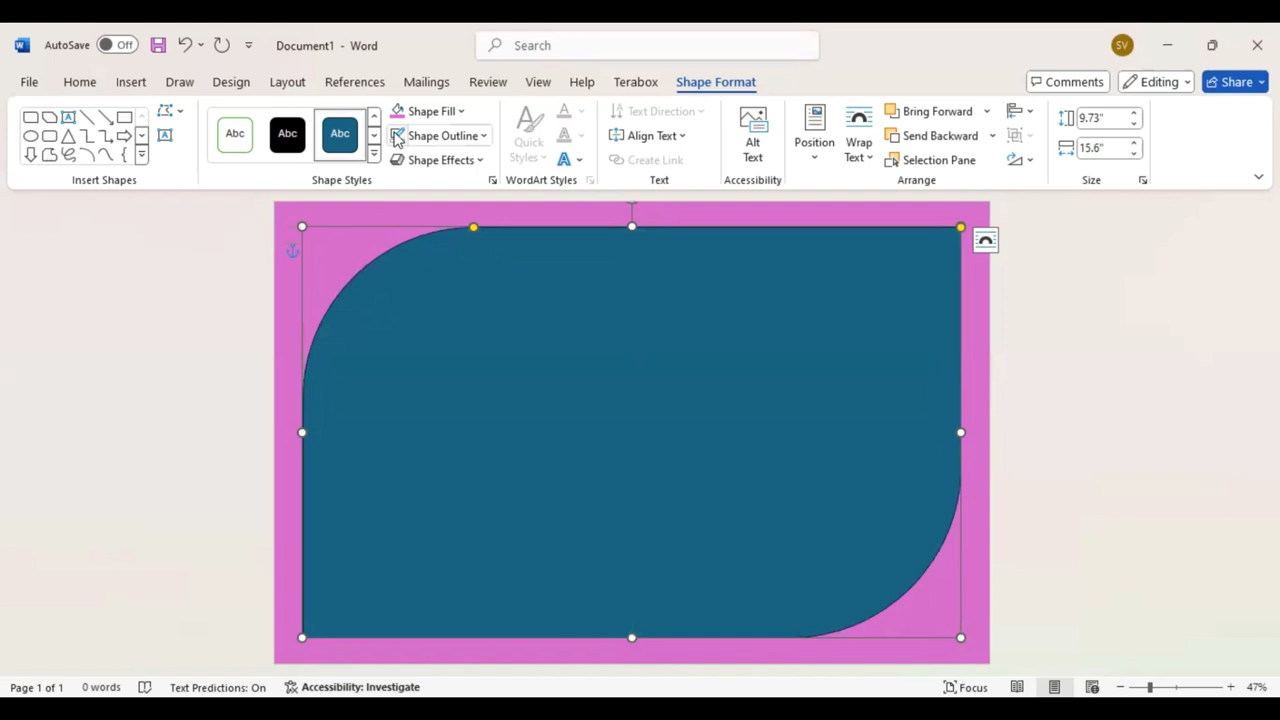 AutoSave Off Document1 - Word Search SV
File Home Insert Draw Design Layout References Mailings Review View Help Terabox Shape Format Comments Editing Share
Abc Abc Abc Shape Fill Text Direction Bring Forward 9.73"
Shape Outline Quick Styles Align Text Alt Text Position Wrap Text Send Backward 15.6"
Shape Effects Create Link Selection Pane
Insert Shapes Shape Styles WordArt Styles Text Accessibility Arrange Size
Page 1 of 1 0 words Text Predictions: On Accessibility: Investigate Focus 47%